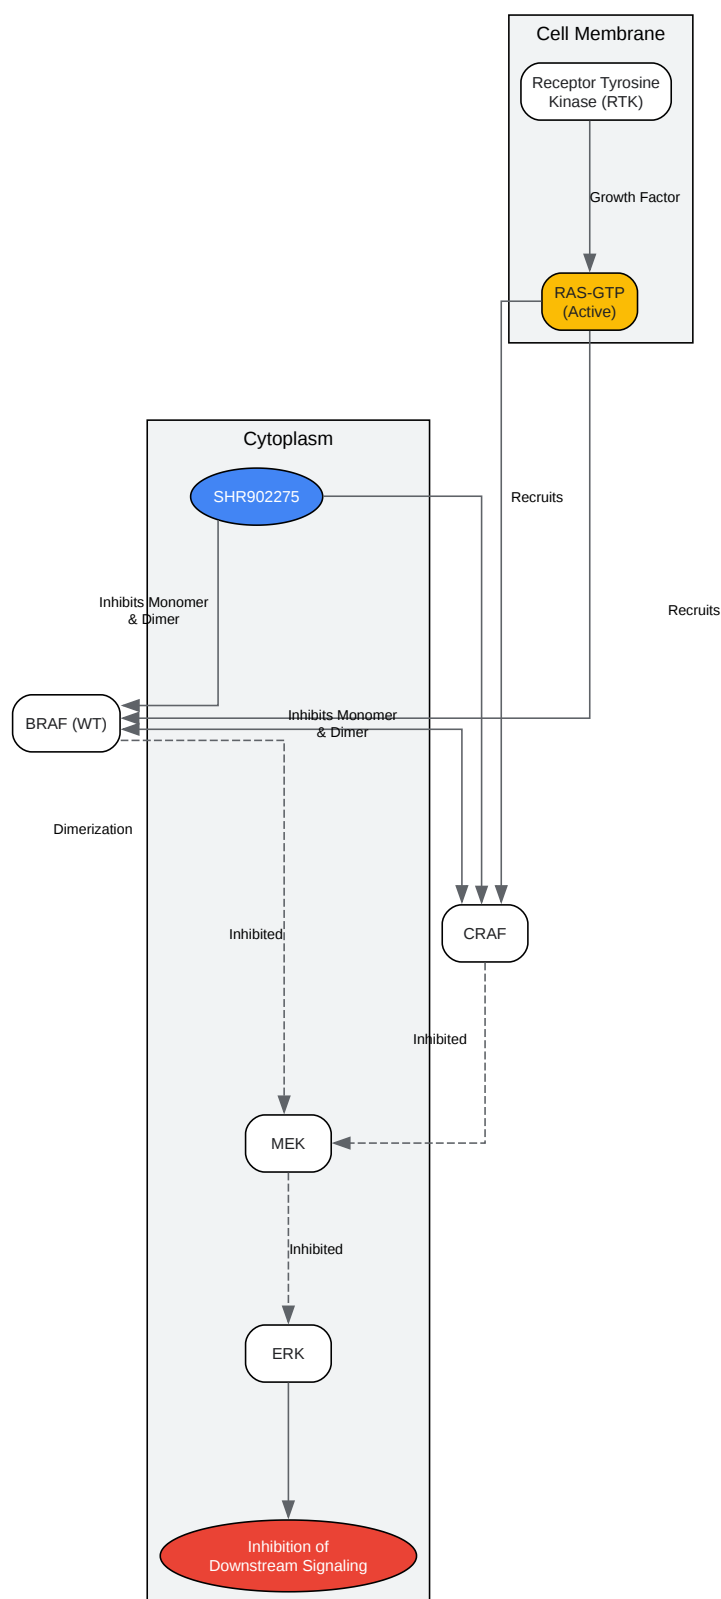 Cell Membrane
Receptor Tyrosine
Kinase (RTK)
Growth Factor
RAS-GTP
(Active)
Cytoplasm
SHR902275
Recruits
Inhibits Monomer
& Dimer
Recruits
BRAF (WT)
Inhibits Monomer
& Dimer
Dimerization
Inhibited
CRAF
Inhibited
MEK
Inhibited
ERK
Inhibition of
Downstream Signaling